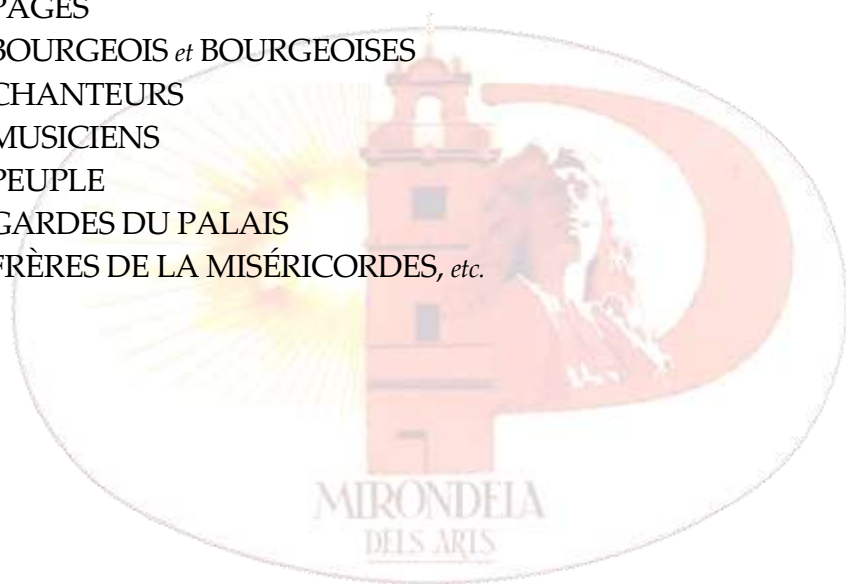 PAGES
BOURGEOIS et BOURGEOISES
CHANTEURS
MUSICIENS
PEUPLE
GARDES DU PALAIS
FRÈRES DE LA MISÉRICORDES, etc.
MIRONDELA
DELS ARTS